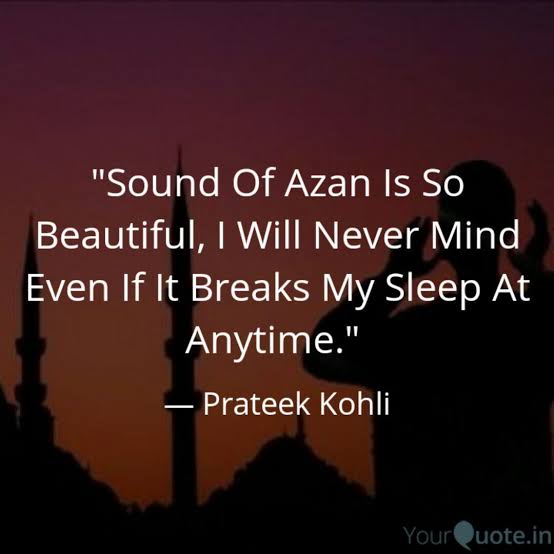 "Sound Of Azan Is So
Beautiful, I Will Never Mind
Even If It Breaks My Sleep At
Anytime."
— Prateek Kohli
YourQuote.in